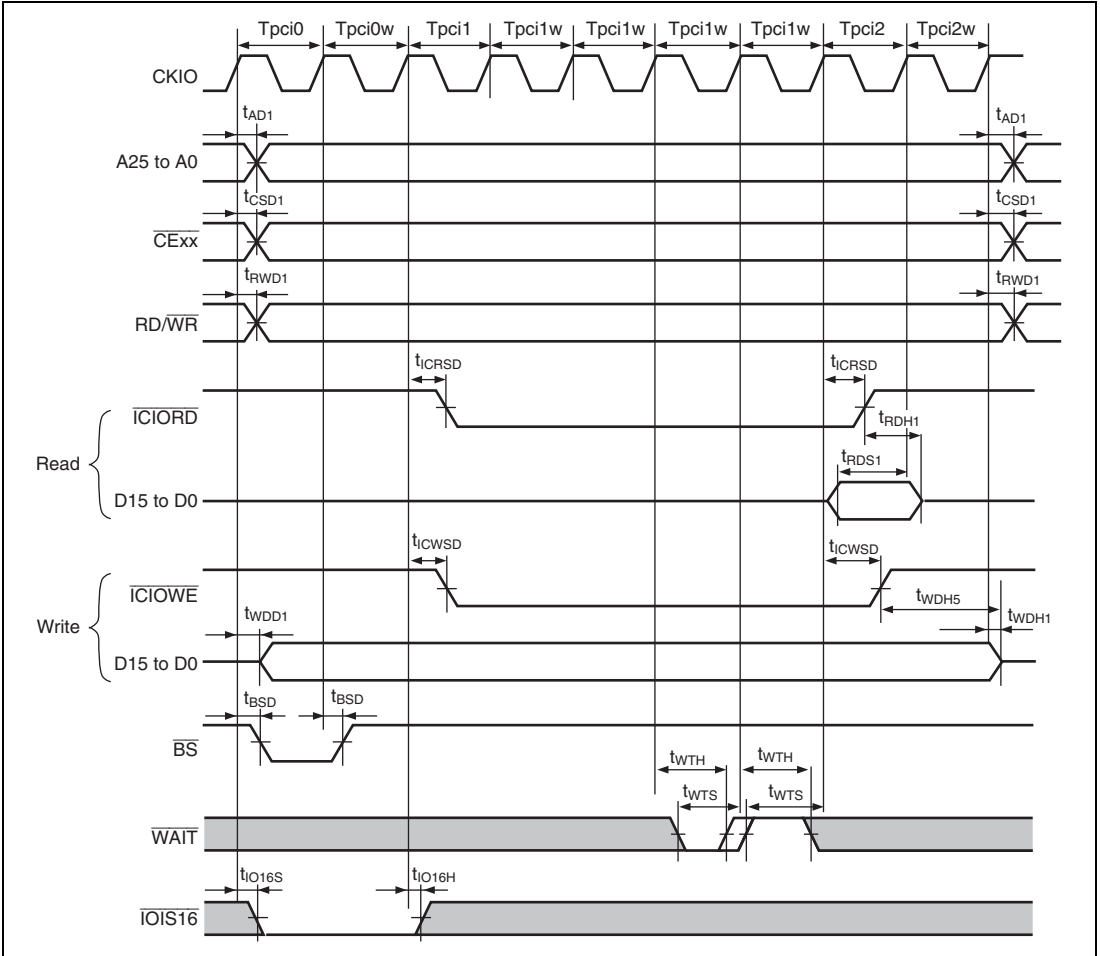 Tpci0 Tpci0w Tpci1 Tpci1w Tpci1w Tpci1w Tpci1w Tpci2 Tpci2w
CKIO
tAD1 tAD1
A25 to A0
tCSD1 tCSD1
CExx
tRWD1 tRWD1
RD/WR
tICRSD tICRSD
ICIORD
tRDH1
Read
tRDS1
D15 to D0
tICWSD tICWSD
ICIOWE
tWDH5
Write
tWDD1 tWDH1
D15 to D0
tBSD tBSD
BS
tWTH tWTH
tWTS tWTS
WAIT
tIO16S tIO16H
IOIS16